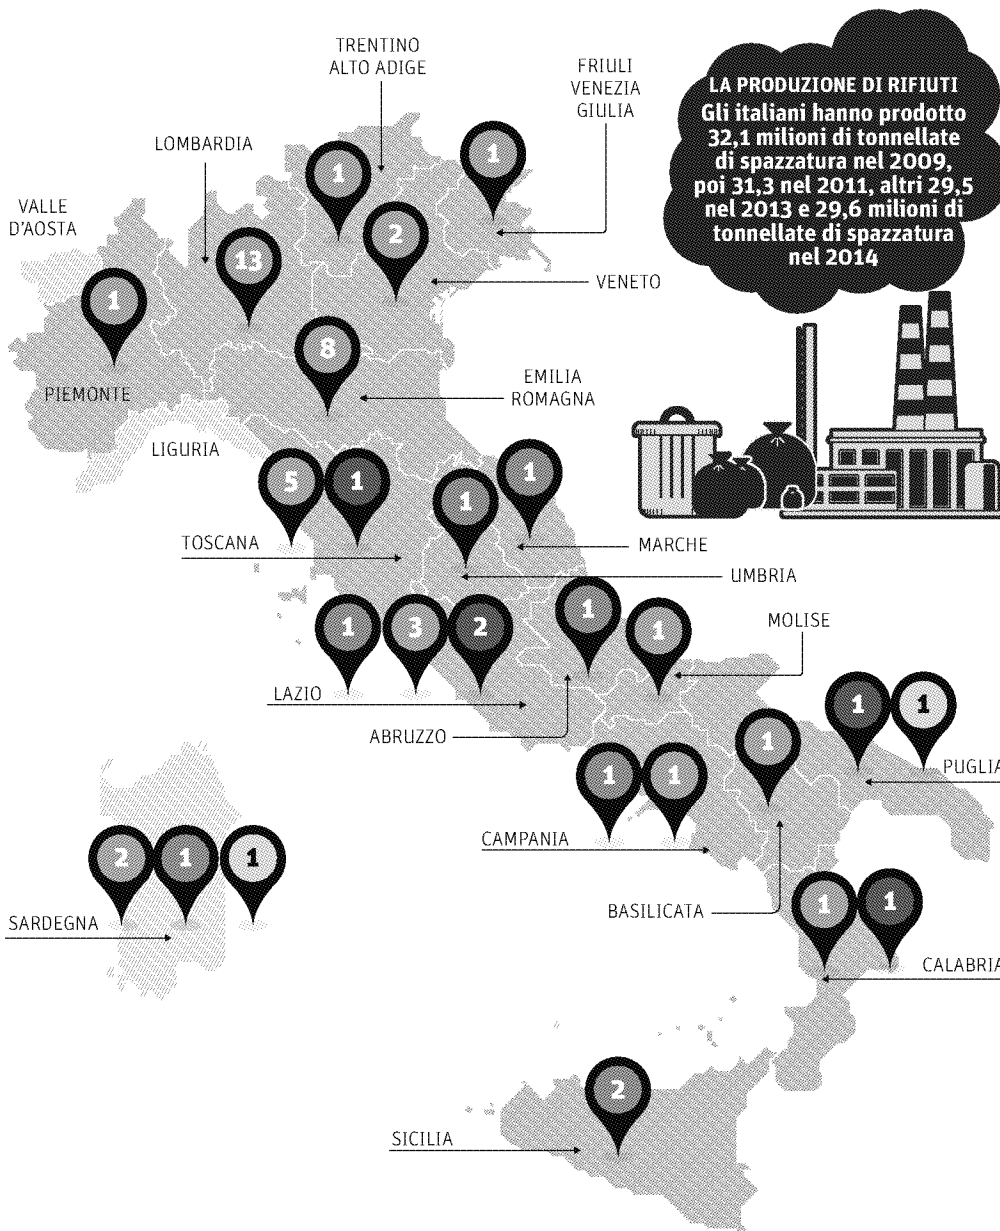 TRENTINO
ALTO ADIGE
FRIULI
VENEZIA
GIULIA
LA PRODUZIONE DI RIFIUTI
Gli italiani hanno prodotto
32,1 milioni di tonnellate
di spazzatura nel 2009,
poi 31,3 nel 2011, altri 29,5
nel 2013 e 29,6 milioni di
tonnellate di spazzatura
nel 2014
LOMBARDIA
1
1
VALLE
D'AOSTA
2
13
VENETO
1
8
PIEMONTE
EMILIA
ROMAGNA
LIGURIA
5
1
1
1
TOSCANA
MARCHE
UMBRIA
1
3
2
1
1
MOLISE
LAZIO
ABRUZZO
1
1
1
PUGLIA
1
1
CAMPANIA
2
1
1
SARDEGNA
BASILICATA
1
1
CALABRIA
2
SICILIA